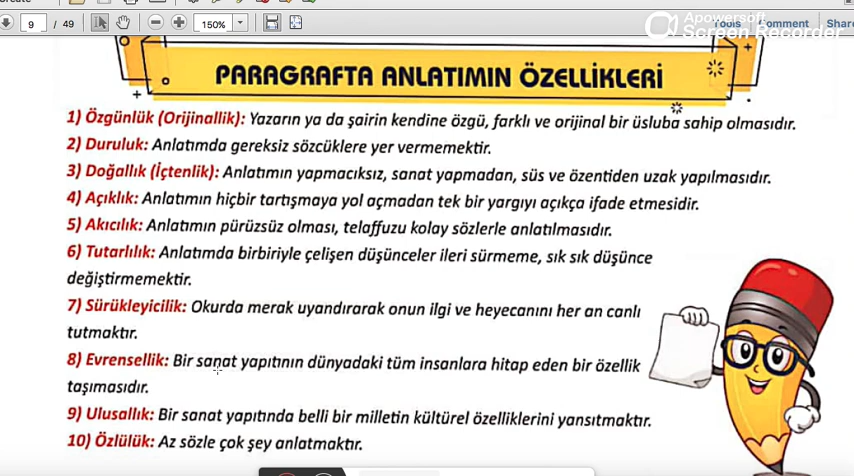 9 / 49
150%
Tools Comment Share
Apowersoft
Screen Recorder
PARAGRAFTA ANLATIMIN ÖZELLİKLERİ
1) Özgünlük (Orijinallik): Yazarın ya da şairin kendine özgü, farklı ve orijinal bir üsluba sahip olmasıdır.
2) Duruluk: Anlatımda gereksiz sözcüklere yer vermemektir.
3) Doğallık (İçtenlik): Anlatımın yapmacıksız, sanat yapmadan, süs ve özentiden uzak yapılmasıdır.
4) Açıklık: Anlatımın hiçbir tartışmaya yol açmadan tek bir yargıyı açıkça ifade etmesidir.
5) Akıcılık: Anlatımın pürüzsüz olması, telaffuzu kolay sözlerle anlatılmasıdır.
6) Tutarlılık: Anlatımda birbiriyle çelişen düşünceler ileri sürmeme, sık sık düşünce
değiştirmemektir.
7) Sürükleyicilik: Okurda merak uyandırarak onun ilgi ve heyecanını her an canlı
tutmaktır.
8) Evrensellik: Bir sanat yapıtının dünyadaki tüm insanlara hitap eden bir özellik
taşımasıdır.
9) Ulusallık: Bir sanat yapıtında belli bir milletin kültürel özelliklerini yansıtmaktır.
10) Özlülük: Az sözle çok şey anlatmaktır.